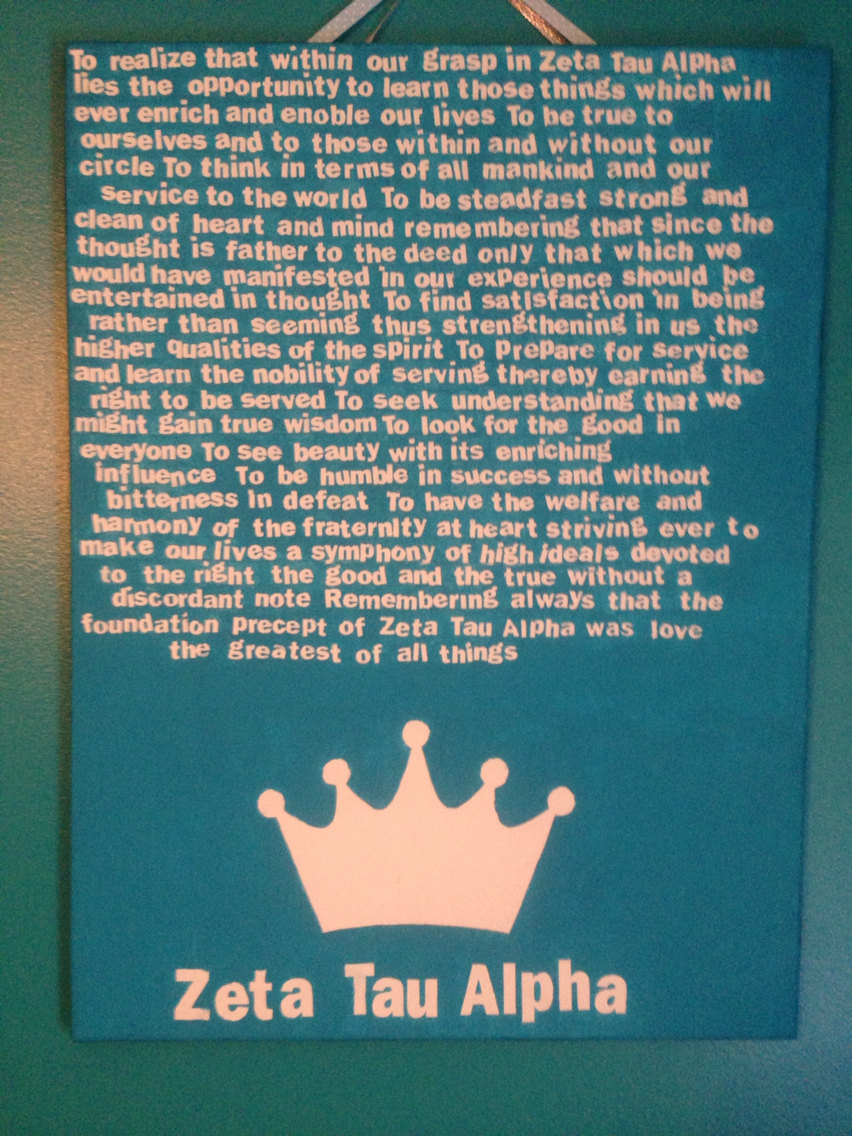 To realize that within our grasp in Zeta Tau Alpha
lies the opportunity to learn those things which will
ever enrich and enoble our lives To be true to
ourselves and to those within and without our
circle To think in terms of all mankind and our
service to the world To be steadfast strong and
clean of heart and mind remembering that since the
thought is father to the deed only that which we
would have manifested in our experience should be
entertained in thought To find satisfaction in being
rather than seeming thus strengthening in us the
higher qualities of the spirit To Prepare for service
and learn the nobility of serving thereby earning the
right to be served To seek understanding that we
might gain true wisdom To look for the good in
everyone To see beauty with its enriching
influence To be humble in success and without
bitterness in defeat To have the welfare and
harmony of the fraternity at heart striving ever to
make our lives a symphony of high ideals devoted
to the right the good and the true without a
discordant note Remembering always that the
foundation precept of Zeta Tau Alpha was love
the greatest of all things
Zeta Tau Alpha